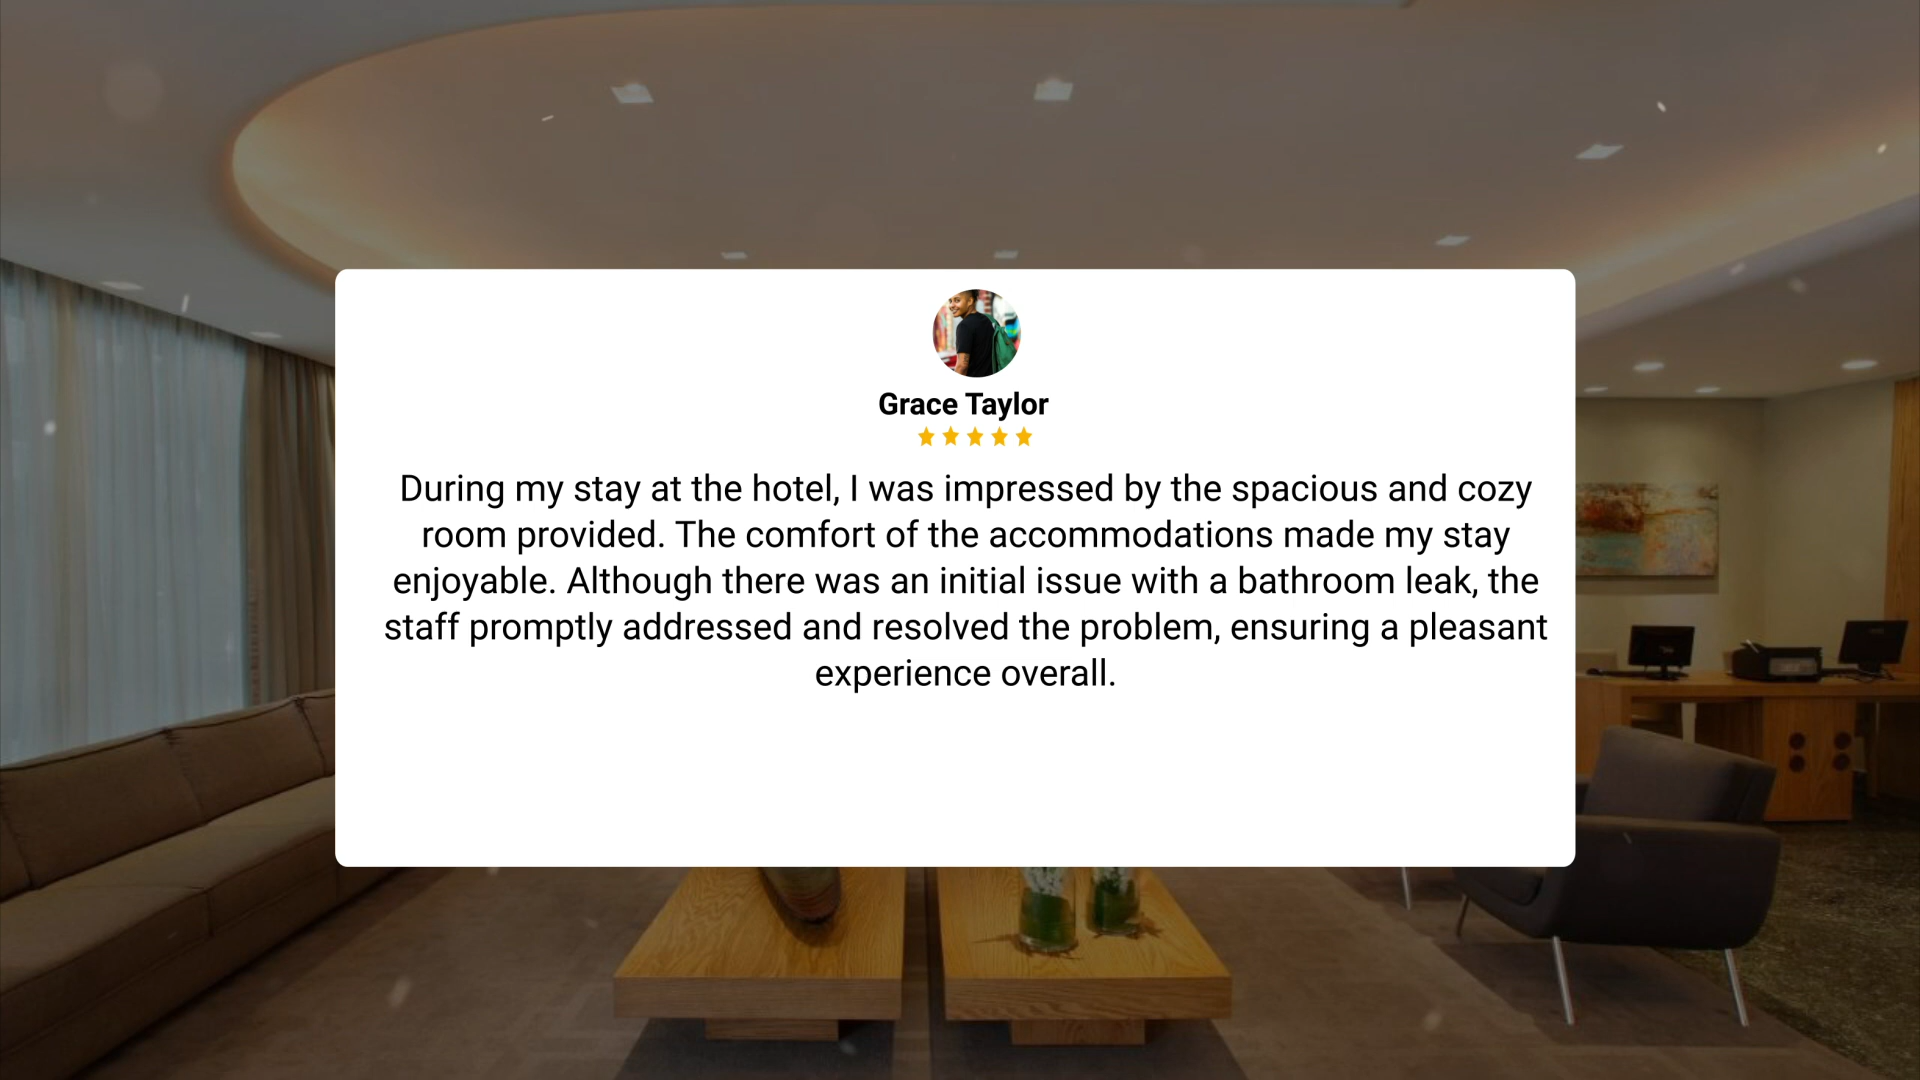 Grace Taylor
During my stay at the hotel, I was impressed by the spacious and cozy
room provided. The comfort of the accommodations made my stay
enjoyable. Although there was an initial issue with a bathroom leak, the
staff promptly addressed and resolved the problem, ensuring a pleasant
experience overall.